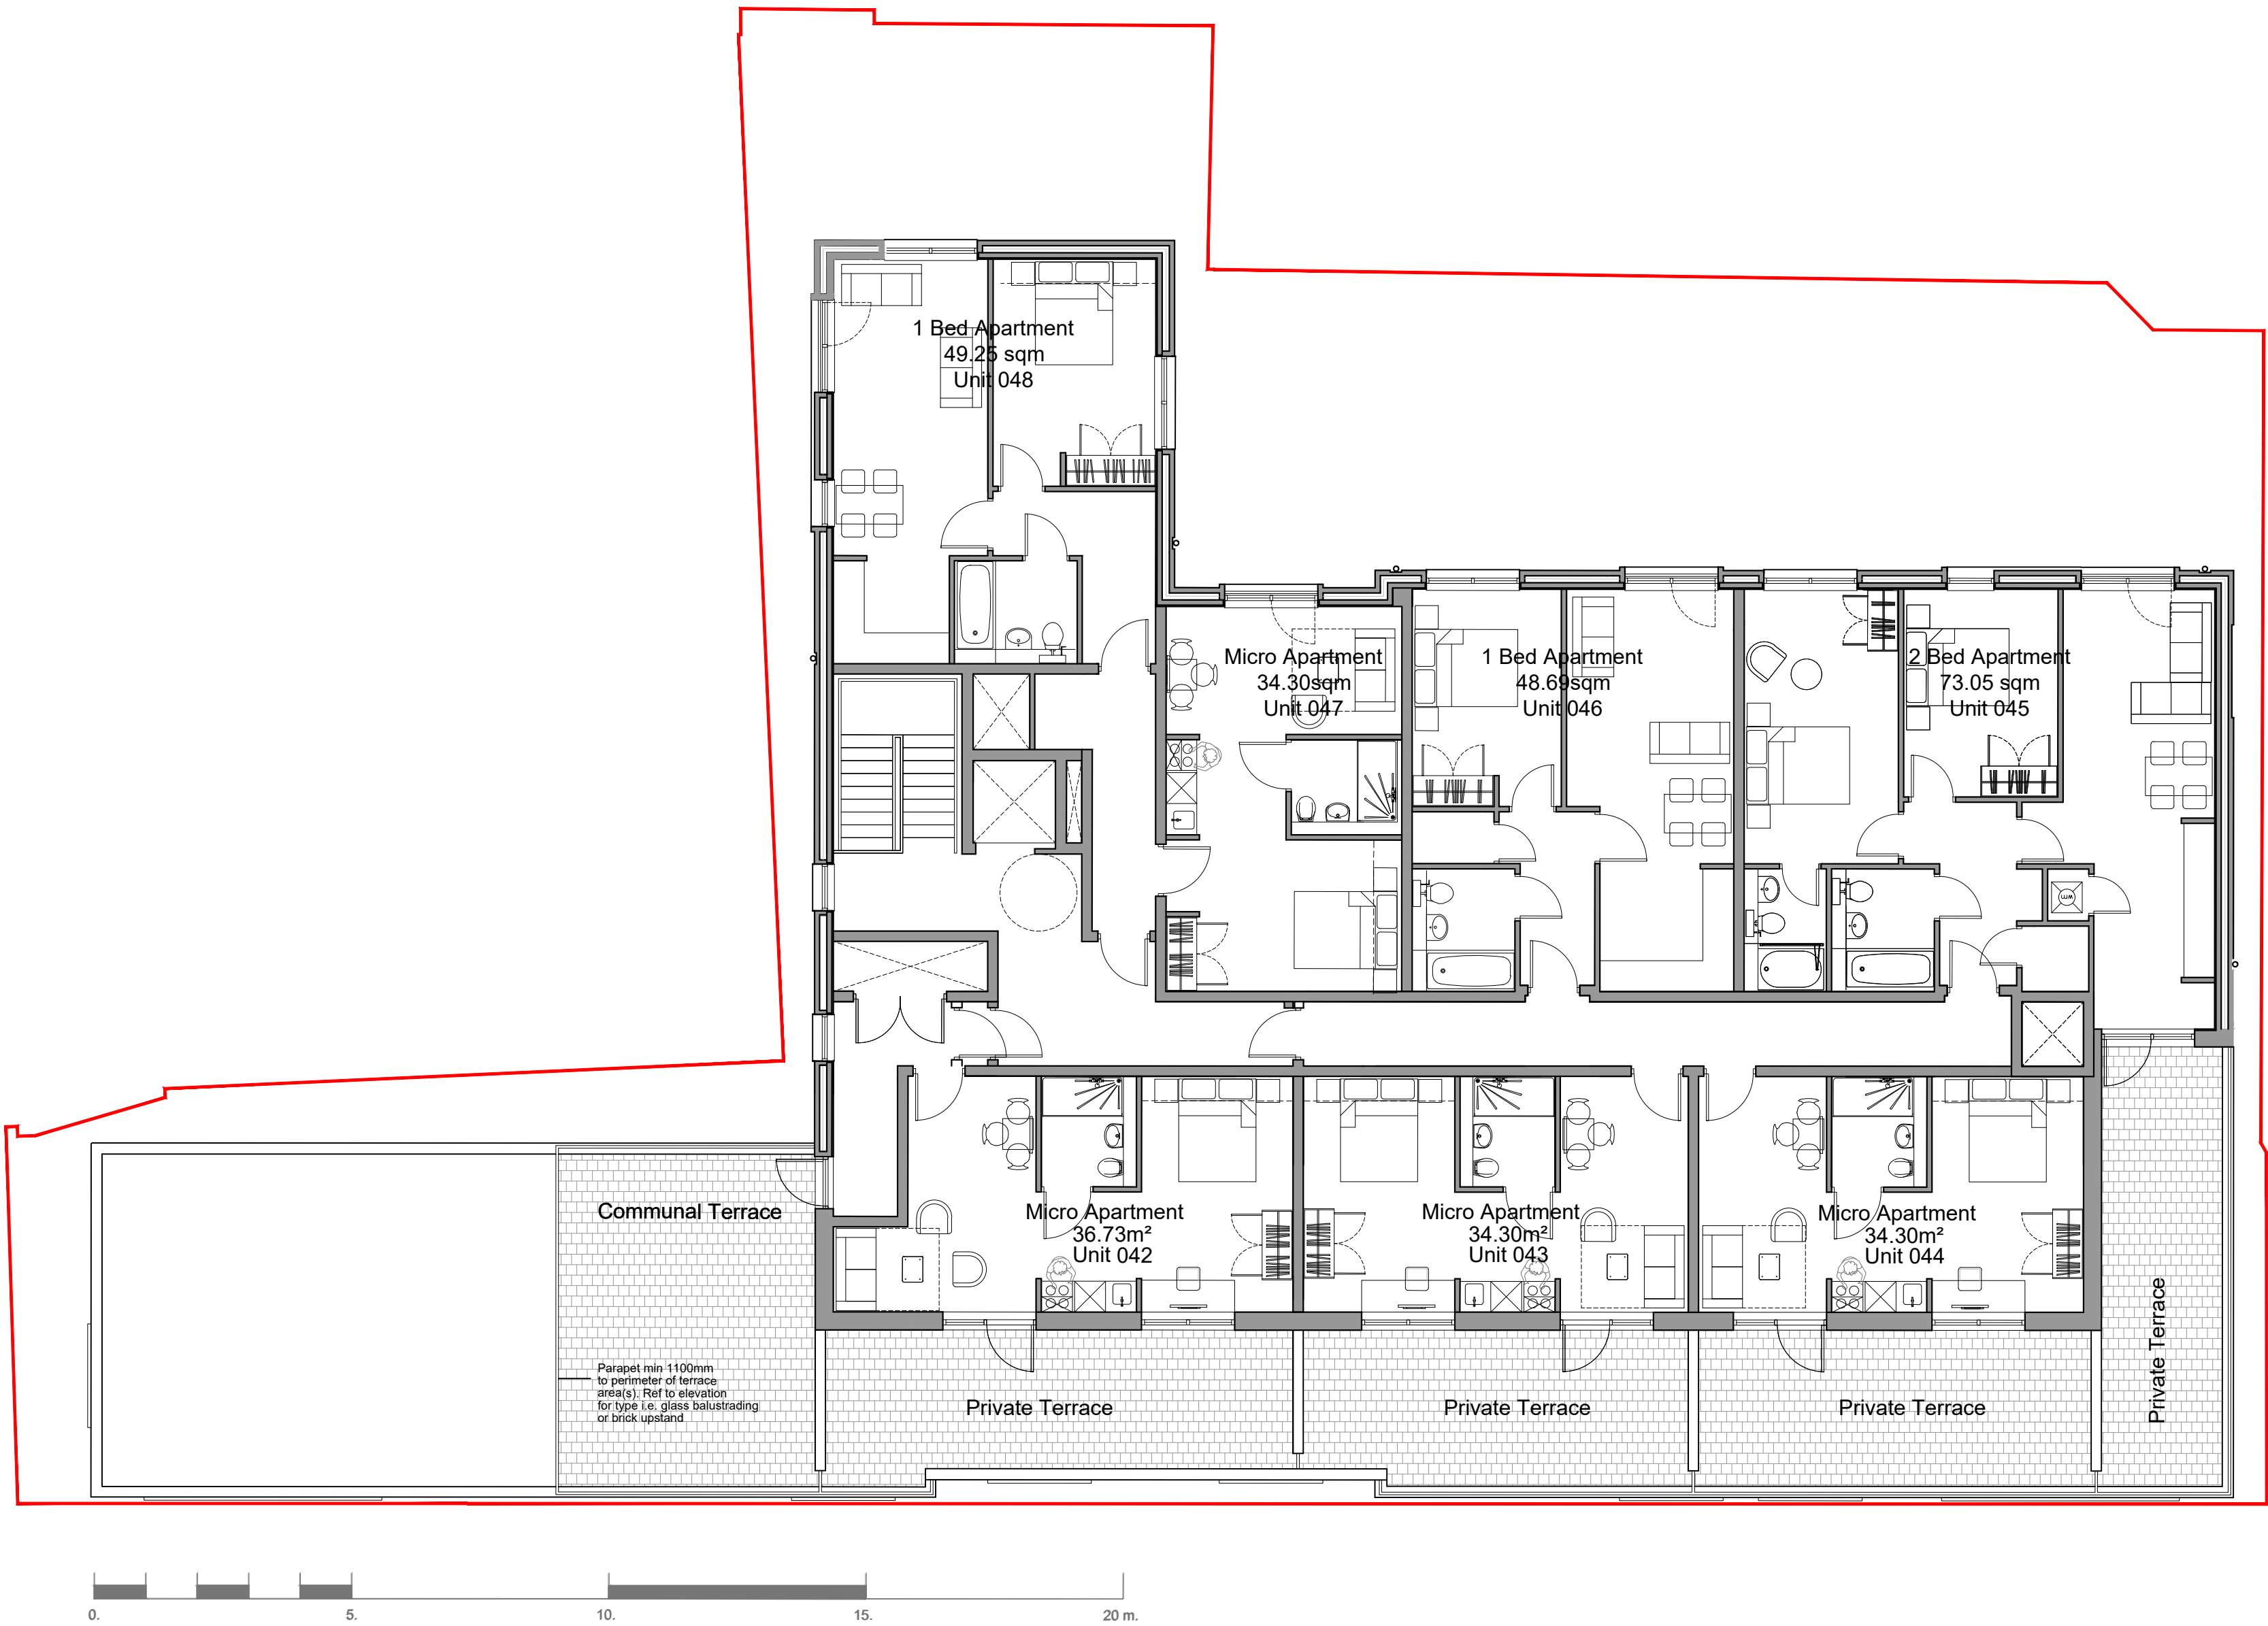 1 Bed Apartment
49.25 sqm
Unit 048
Micro Apartment
34.30sqm
Unit 047
1 Bed Apartment
48.69sqm
Unit 046
2 Bed Apartment
73.05 sqm
Unit 045
wm
Communal Terrace
Micro Apartment
36.73m²
Unit 042
Micro Apartment
34.30m²
Unit 043
Micro Apartment
34.30m²
Unit 044
Parapet min 1100mm
to perimeter of terrace
area(s). Ref to elevation
for type i.e. glass balustrading
or brick upstand
Private Terrace
Private Terrace
Private Terrace
Private Terrace
0. 5. 10. 15. 20 m.